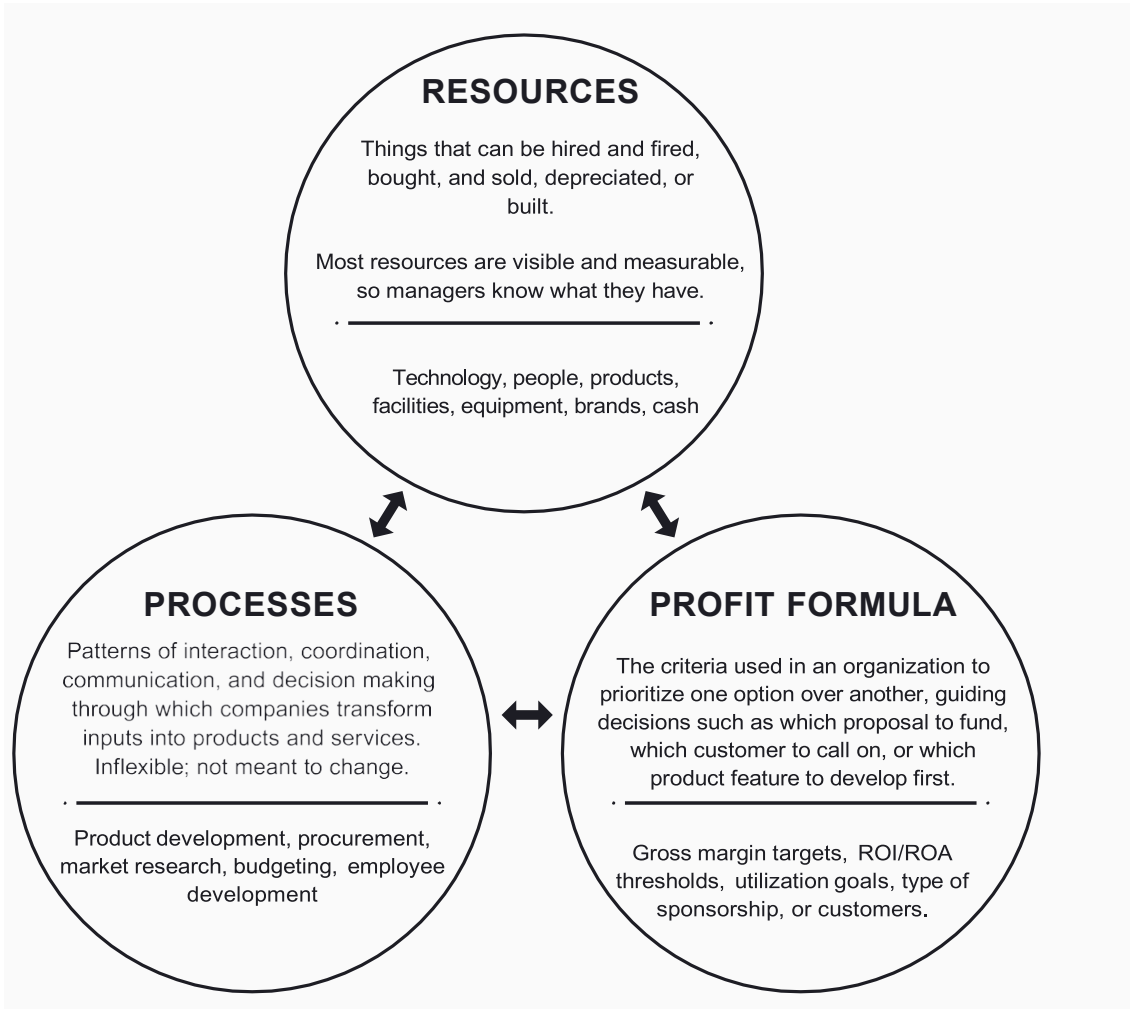 RESOURCES
Things that can be hired and fired,
bought, and sold, depreciated, or
built.
Most resources are visible and measurable,
so managers know what they have.
Technology, people, products,
facilities, equipment, brands, cash
PROCESSES
Patterns of interaction, coordination,
communication, and decision making
through which companies transform
inputs into products and services.
Inflexible; not meant to change.
Product development, procurement,
market research, budgeting, employee
development
PROFIT FORMULA
The criteria used in an organization to
prioritize one option over another, guiding
decisions such as which proposal to fund,
which customer to call on, or which
product feature to develop first.
Gross margin targets, ROI/ROA
thresholds, utilization goals, type of
sponsorship, or customers.